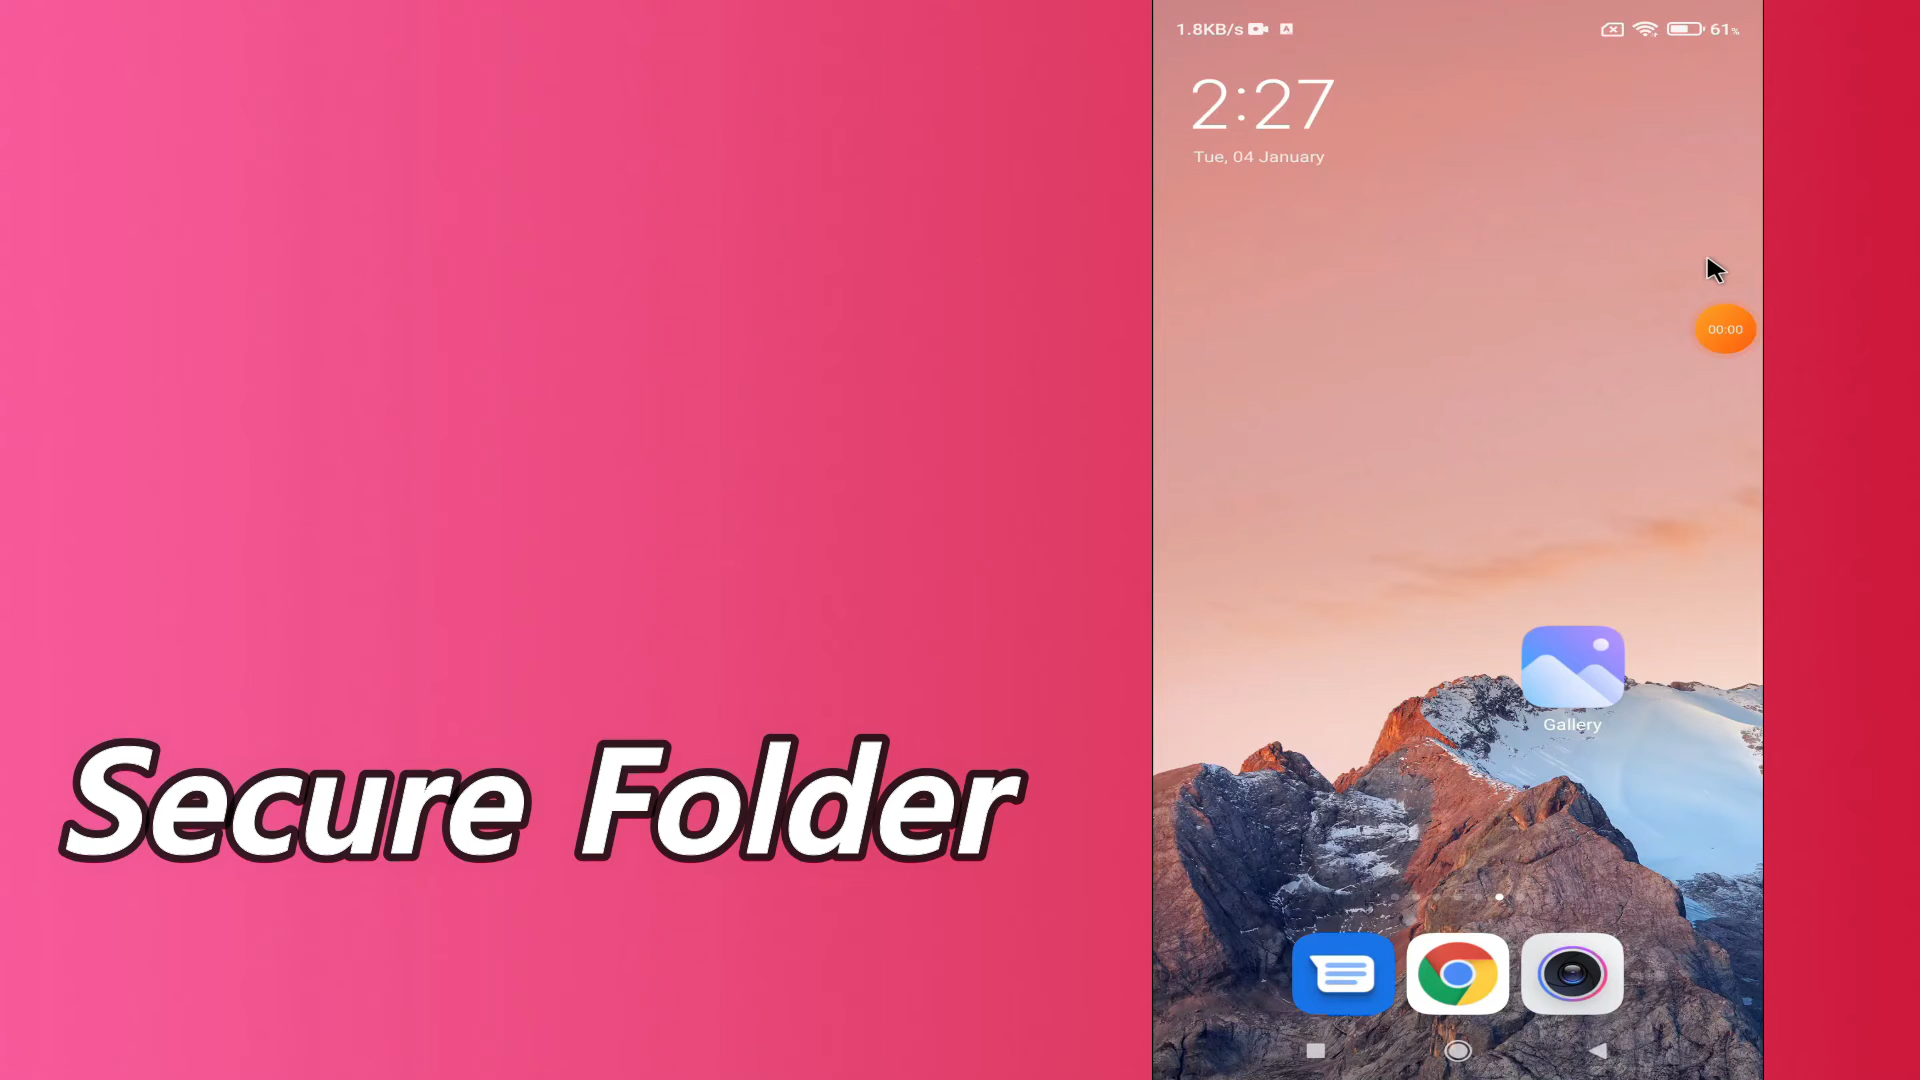 1.8KB/s
61%
2:27
Tue, 04 January
00:00
Gallery
Secure Folder